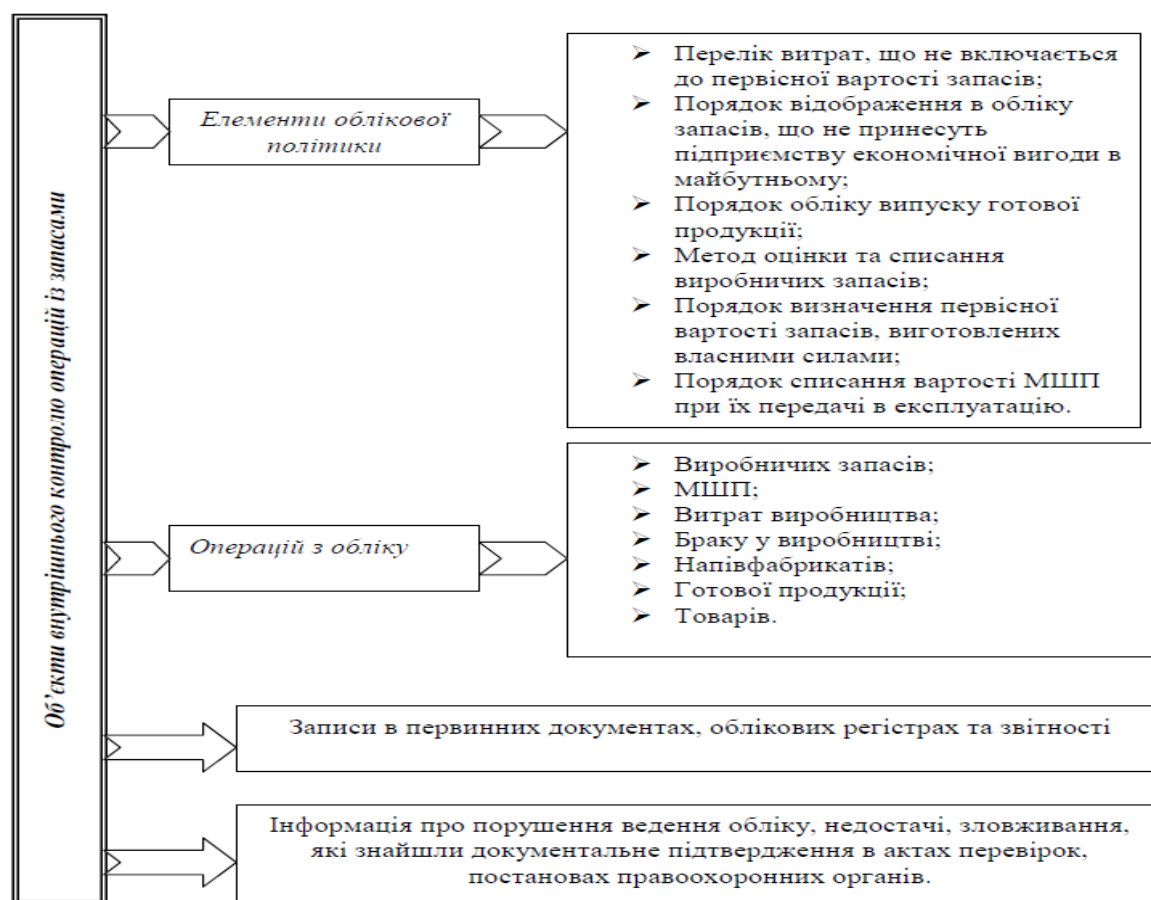 Об’єкти внутрішнього контролю операцій із запасами
Елементи облікової
політики
Перелік витрат, що не включається
до первісної вартості запасів;
Порядок відображення в обліку
запасів, що не принесуть
підприємству економічної вигоди в
майбутньому;
Порядок обліку випуску готової
продукції;
Метод оцінки та списання
виробничих запасів;
Порядок визначення первісної
вартості запасів, виготовлених
власними силами;
Порядок списання вартості МШП
при їх передачі в експлуатацію.
Операцій з обліку
Виробничих запасів;
МШП;
Витрат виробництва;
Браку у виробництві;
Напівфабрикатів;
Готової продукції;
Товарів.
Записи в первинних документах, облікових регістрах та звітності
Інформація про порушення ведення обліку, недостачі, зловживання,
які знайшли документальне підтвердження в актах перевірок,
постановах правоохоронних органів.